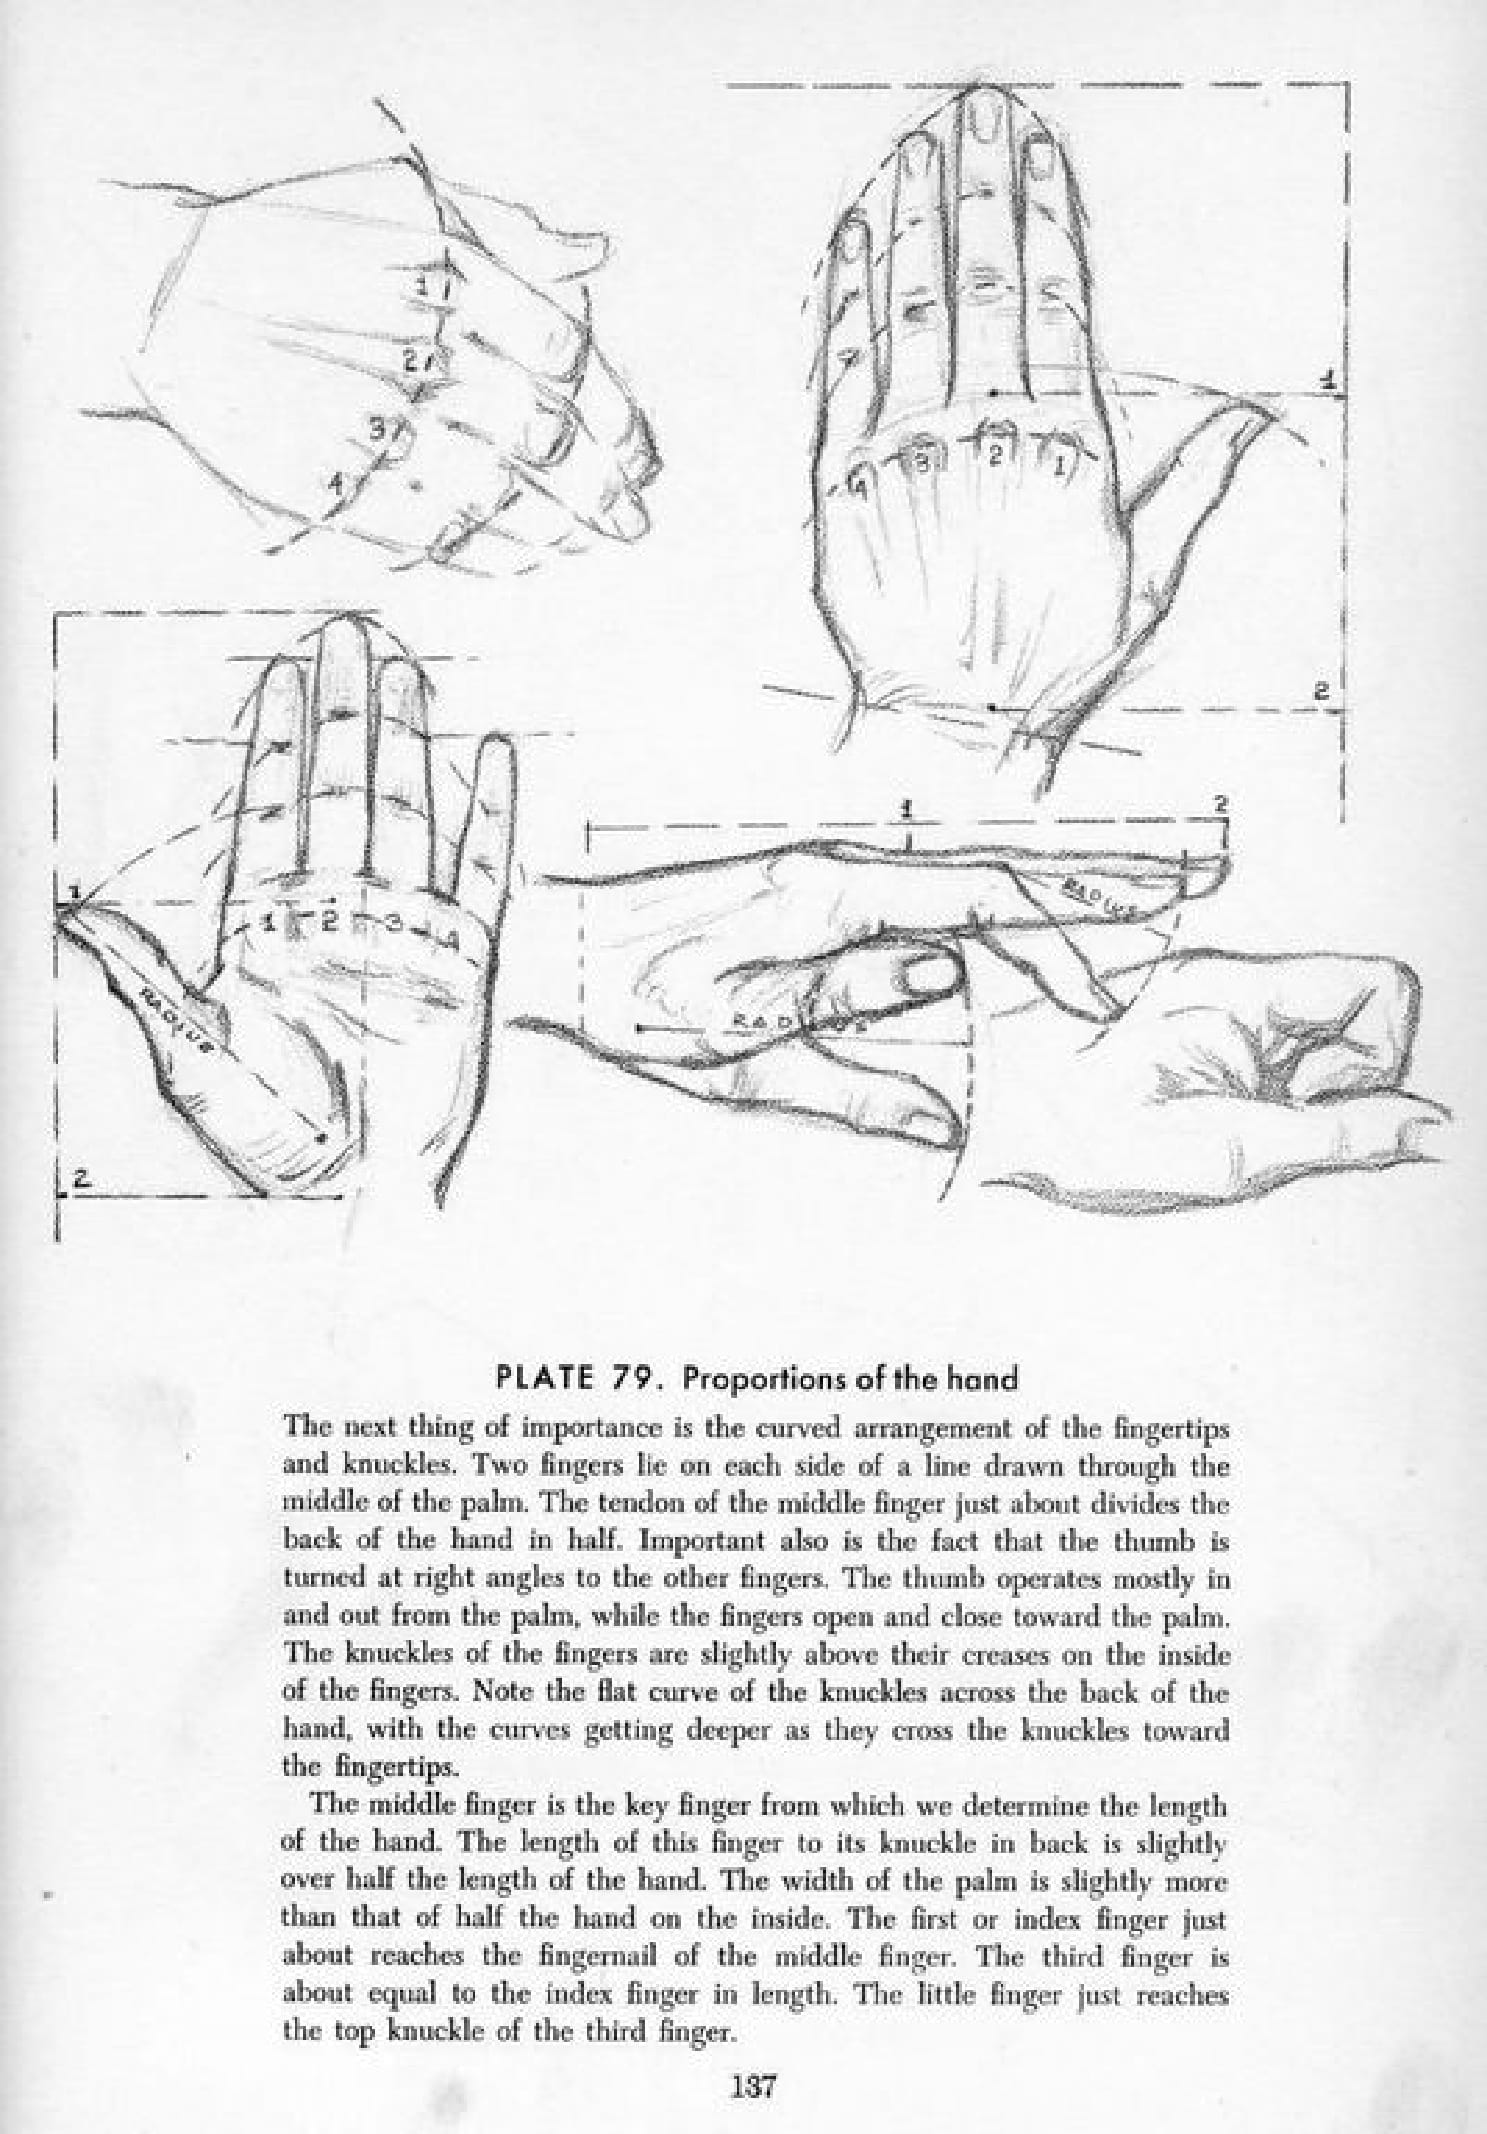 1
2
3
4
1
4
3
2
1
2
1
1
2
3
4
RADIUS
2
1
2
RADIUS
RADIUS
PLATE 79. Proportions of the hand
The next thing of importance is the curved arrangement of the fingertips
and knuckles. Two fingers lie on each side of a line drawn through the
middle of the palm. The tendon of the middle finger just about divides the
back of the hand in half. Important also is the fact that the thumb is
turned at right angles to the other fingers. The thumb operates mostly in
and out from the palm, while the fingers open and close toward the palm.
The knuckles of the fingers are slightly above their creases on the inside
of the fingers. Note the flat curve of the knuckles across the back of the
hand, with the curves getting deeper as they cross the knuckles toward
the fingertips.
The middle finger is the key finger from which we determine the length
of the hand. The length of this finger to its knuckle in back is slightly
over half the length of the hand. The width of the palm is slightly more
than that of half the hand on the inside. The first or index finger just
about reaches the fingernail of the middle finger. The third finger is
about equal to the index finger in length. The little finger just reaches
the top knuckle of the third finger.
137